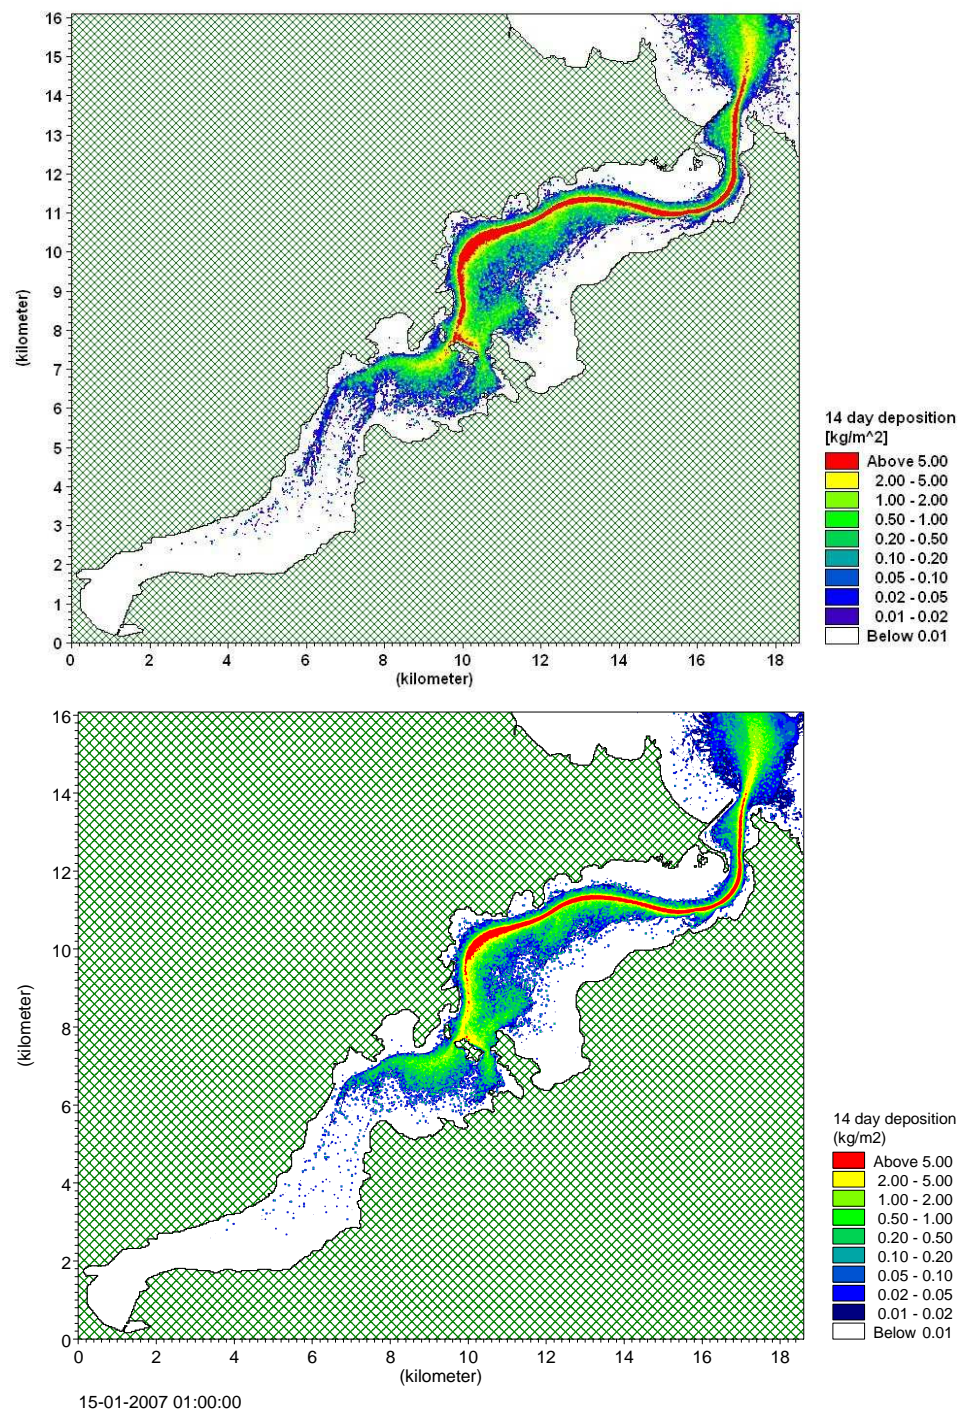 16
15
14
13
12
11
10
9
8
7
6
5
4
3
2
1
0
(kilometer)
0 2 4 6 8 10 12 14 16 18
(kilometer)
14 day deposition
[kg/m^2]
Above 5.00
2.00 - 5.00
1.00 - 2.00
0.50 - 1.00
0.20 - 0.50
0.10 - 0.20
0.05 - 0.10
0.02 - 0.05
0.01 - 0.02
Below 0.01
16
14
12
10
8
6
4
2
0
(kilometer)
0 2 4 6 8 10 12 14 16 18
(kilometer)
14 day deposition
(kg/m2)
Above 5.00
2.00 - 5.00
1.00 - 2.00
0.50 - 1.00
0.20 - 0.50
0.10 - 0.20
0.05 - 0.10
0.02 - 0.05
0.01 - 0.02
Below 0.01
15-01-2007 01:00:00